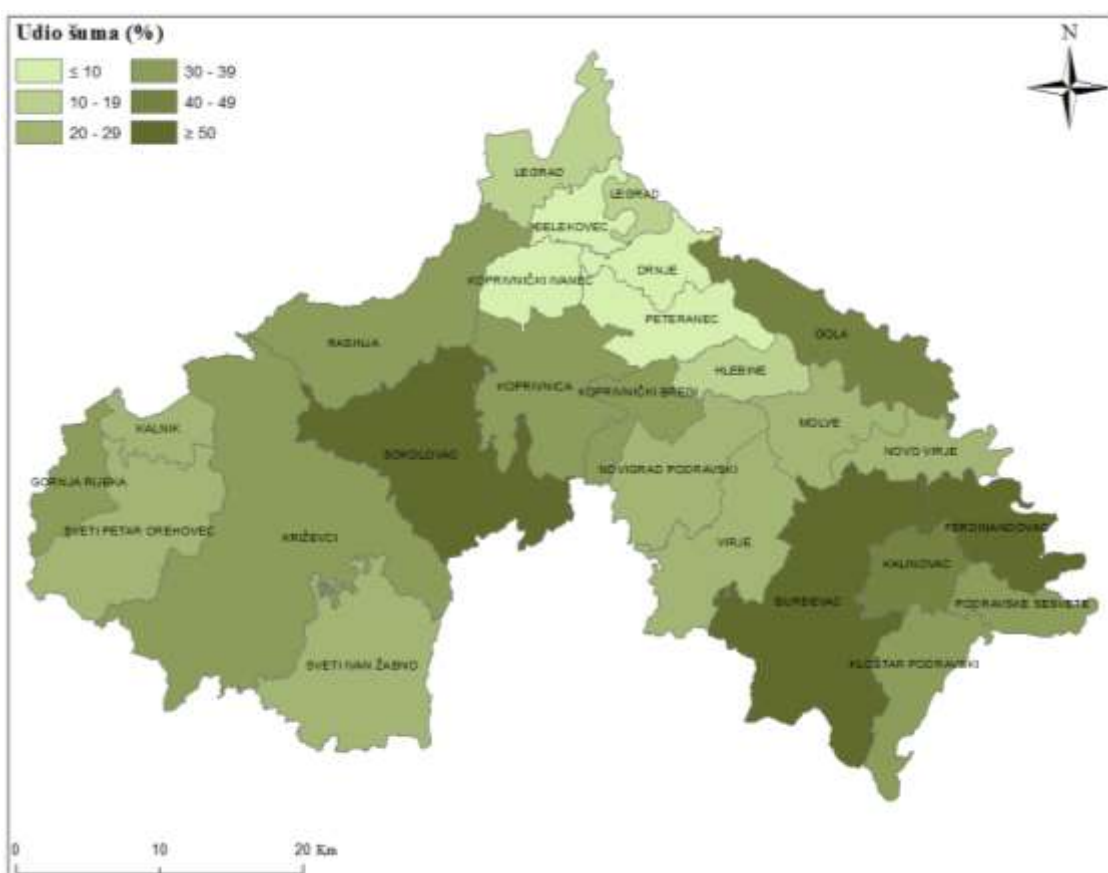 Udio šuma (%)
≤ 10
30 - 39
10 - 19
40 - 49
20 - 29
≥ 50
N
LEGRAD
LEGRAD
ĐELEKOVEC
DRNJE
KOPRIVNIČKI IVANEC
PETERANEC
GOLA
RASINJA
HLEBINE
KOPRIVNICA
KOPRIVNIČKI BREGI
MOLVE
KALNIK
SOKOLOVAC
NOVO VIRJE
NOVIGRAD PODRAVSKI
GORNJA RIJEKA
SVETI PETAR OREHOVEC
FERDINANDOVAC
KRIŽEVCI
VIRJE
KALINOVAC
ĐURĐEVAC
PODRAVSKE SESVETE
SVETI IVAN ŽABNO
KLOŠTAR PODRAVSKI
0 10 20 Km